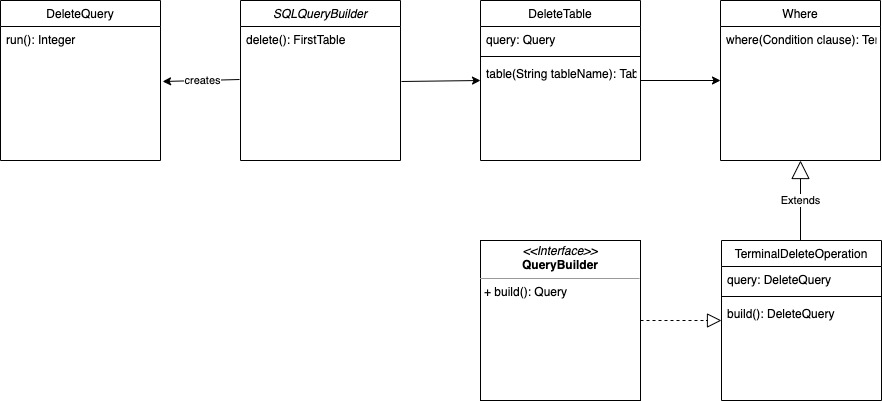 DeleteQuery
run(): Integer
SQLQueryBuilder
delete(): FirstTable
creates
DeleteTable
query: Query
table(String tableName): Tab
Where
where(Condition clause): Ter
Extends
<<Interface>>
QueryBuilder
+ build(): Query
TerminalDeleteOperation
query: DeleteQuery
build(): DeleteQuery